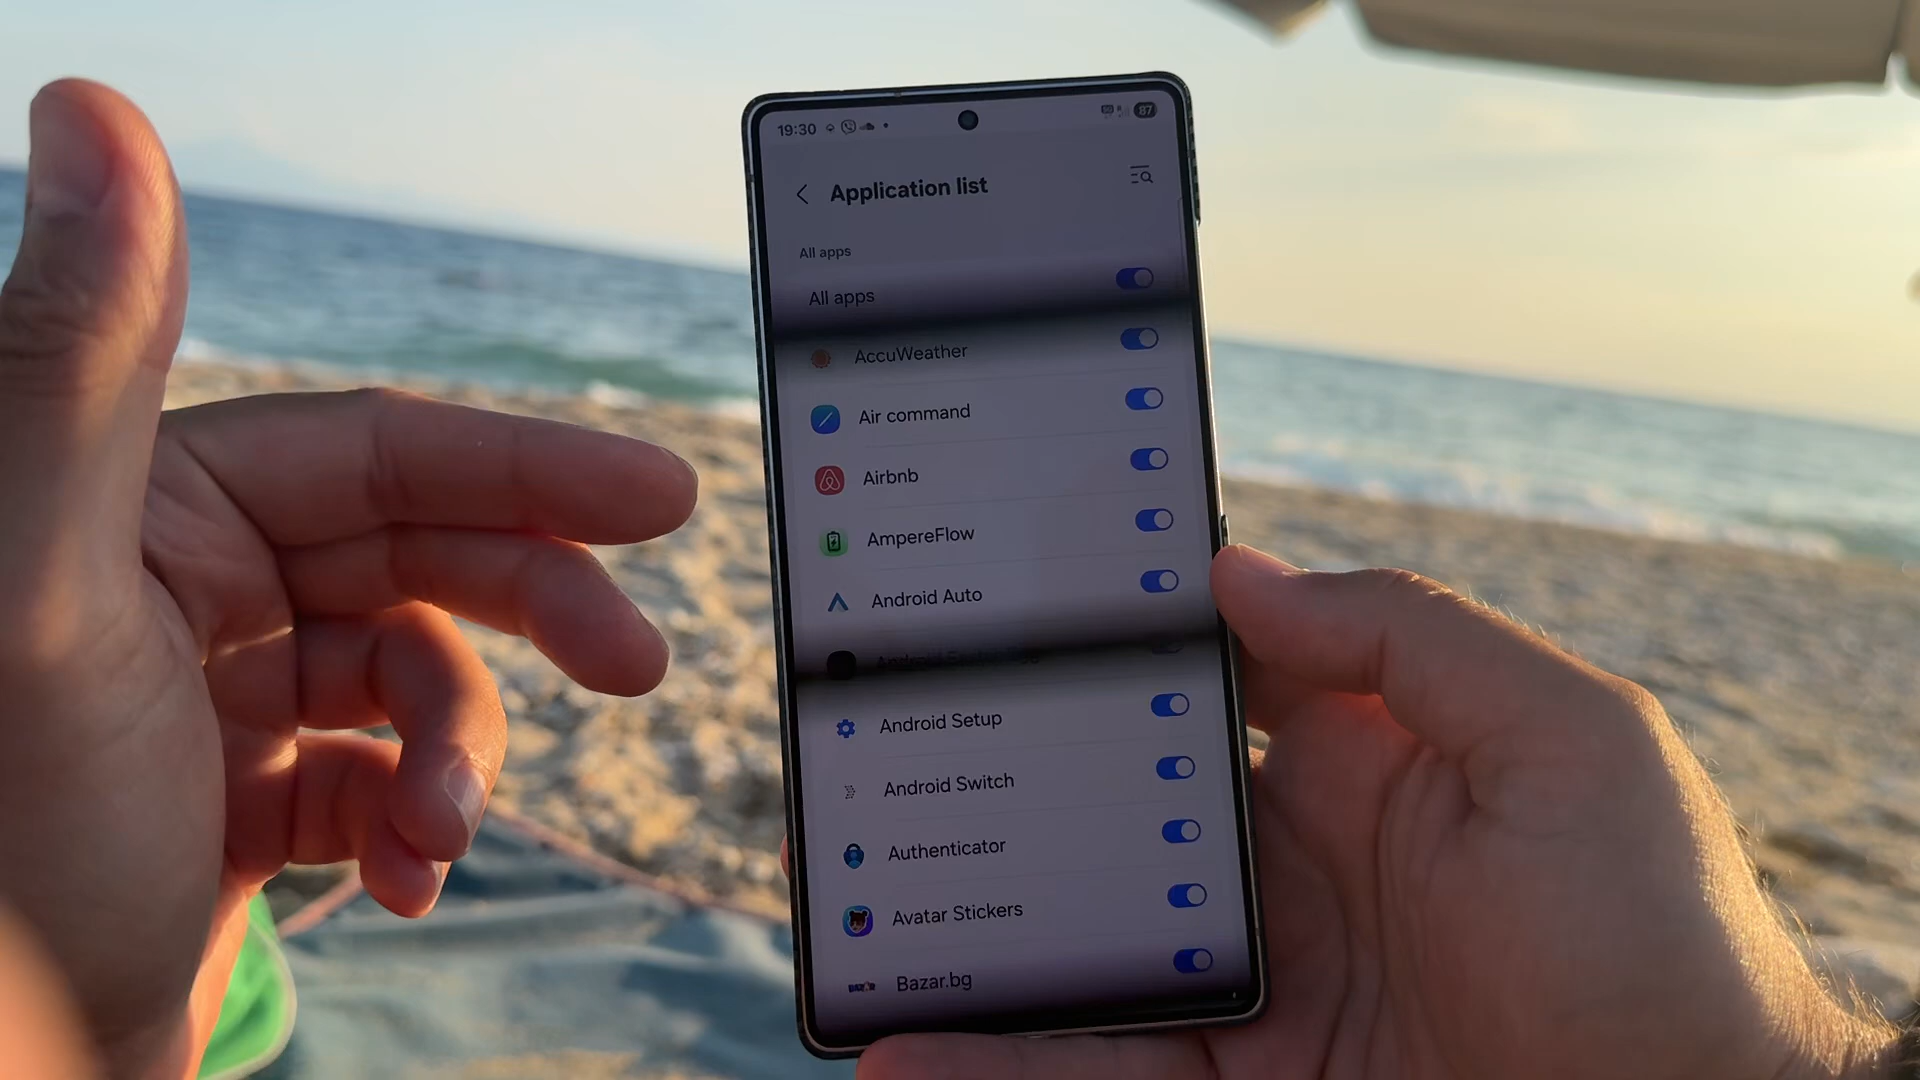 19:30
87
Application list
All apps
All apps
AccuWeather
Air command
Airbnb
AmpereFlow
Android Auto
Android Setup
Android Switch
Authenticator
Avatar Stickers
Bazar.bg